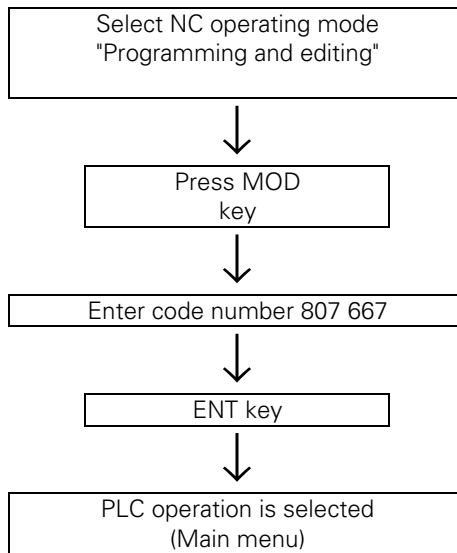 Select NC operating mode
"Programming and editing"
Press MOD
key
Enter code number 807 667
ENT key
PLC operation is selected
(Main menu)